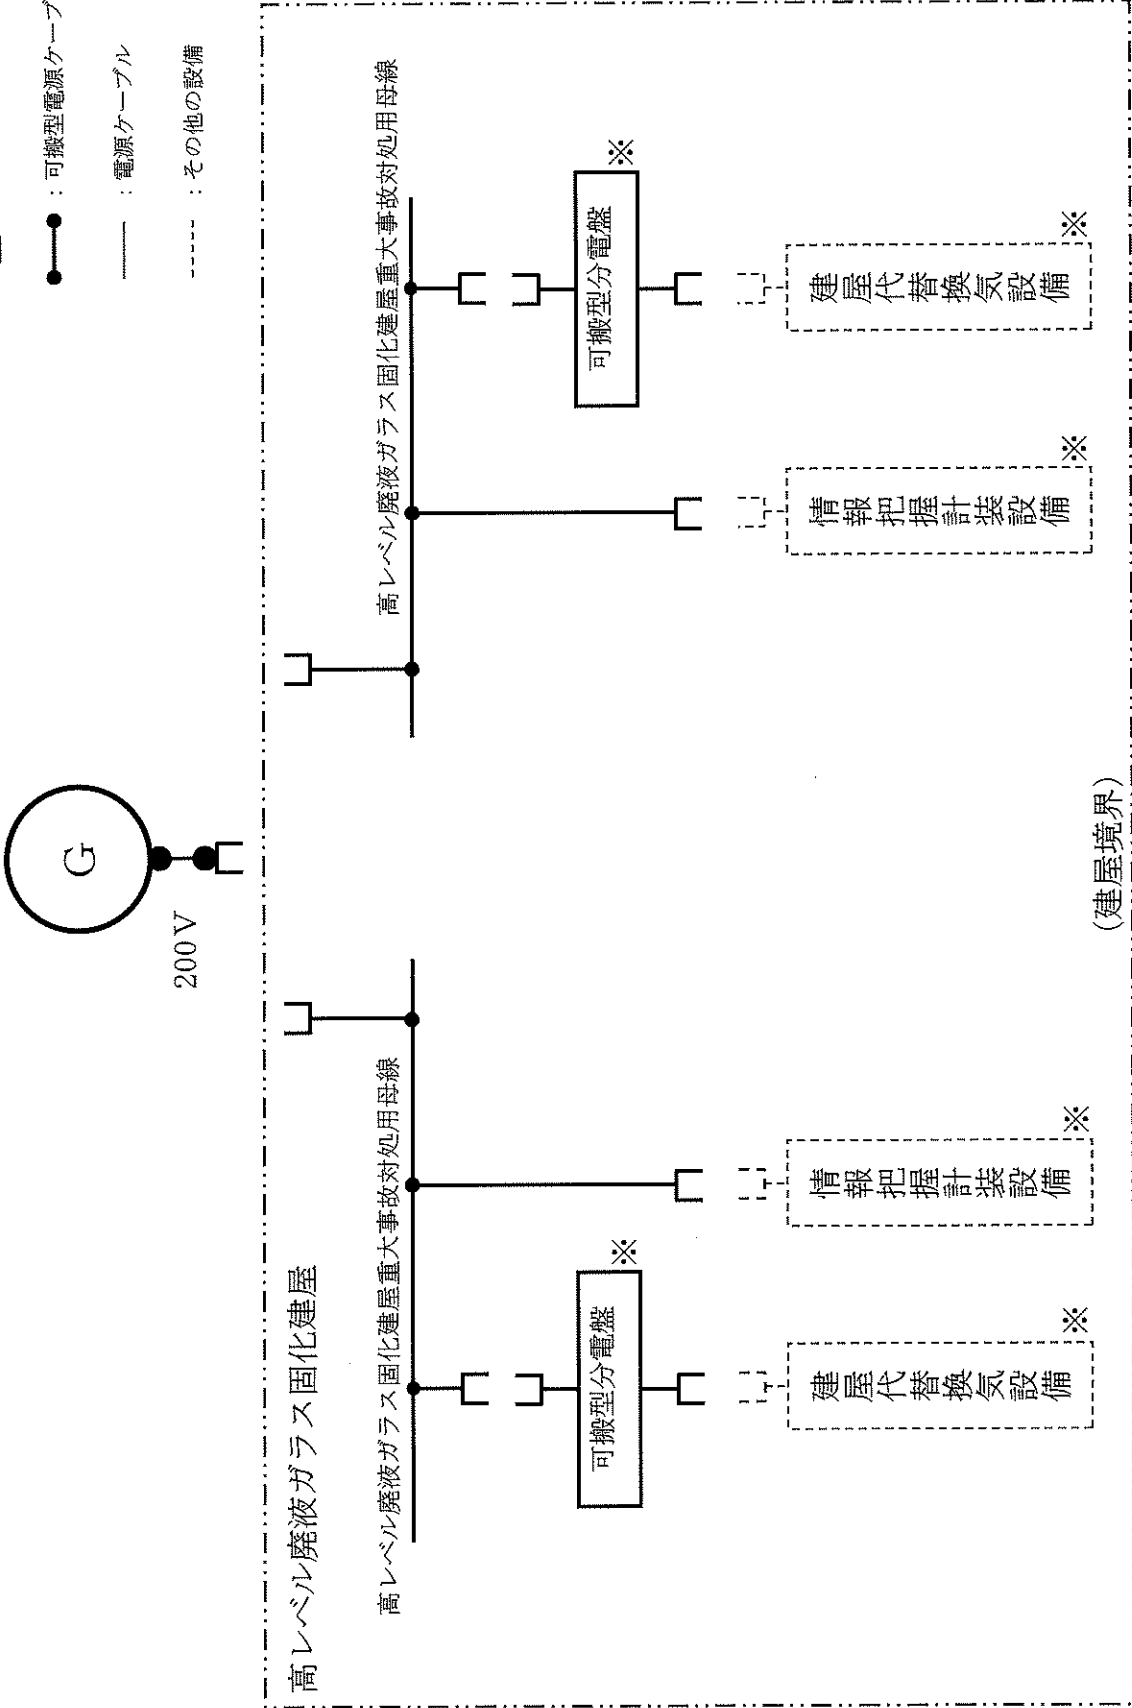 ：可搬型電源ケーブ
：電源ケーブル
：その他の設備
G
200V
高レベル廃液ガラス固化建屋
高レベル廃液ガラス固化建屋重大事故対処用母線
高レベル廃液ガラス固化建屋重大事故対処用母線
可搬型分電盤
※
可搬型分電盤
※
建屋代替換気設備
※
情報把握計装設備
※
情報把握計装設備
※
建屋代替換気設備
※
(建屋境界)